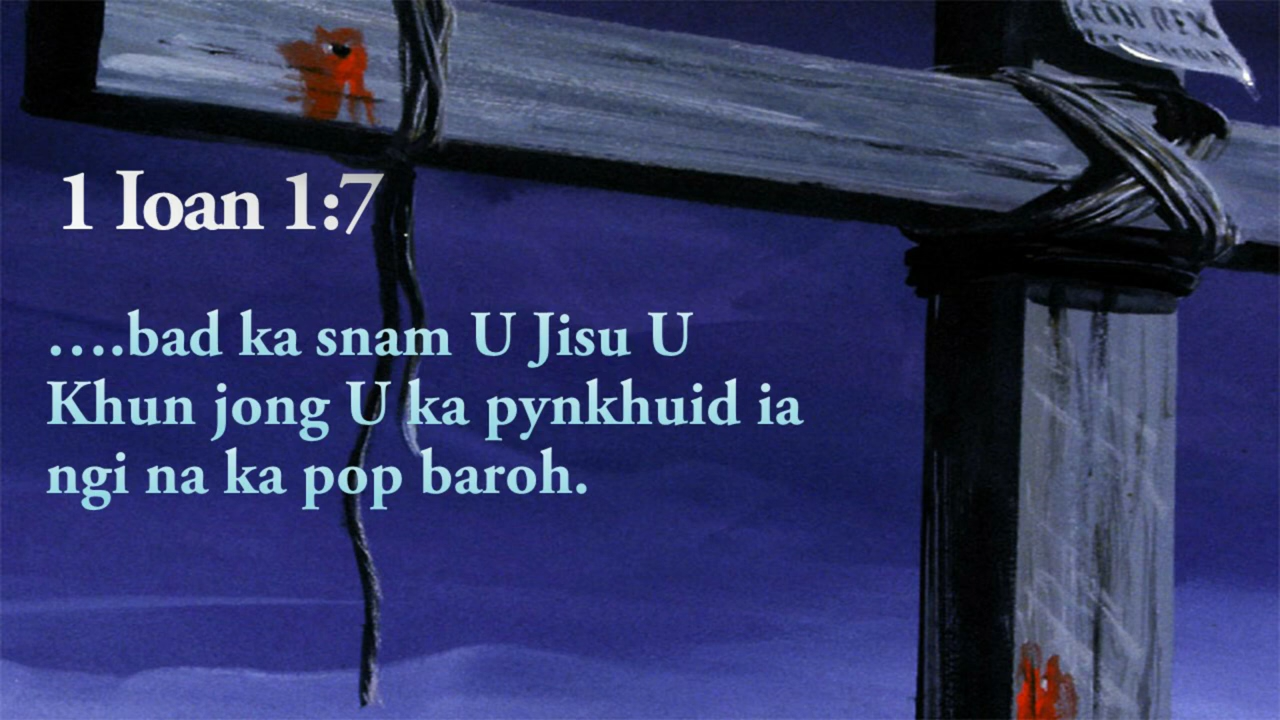 1 Ioan 1:7
….bad ka snam U Jisu U
Khun jong U ka pynkhuid ia
ngi na ka pop baroh.